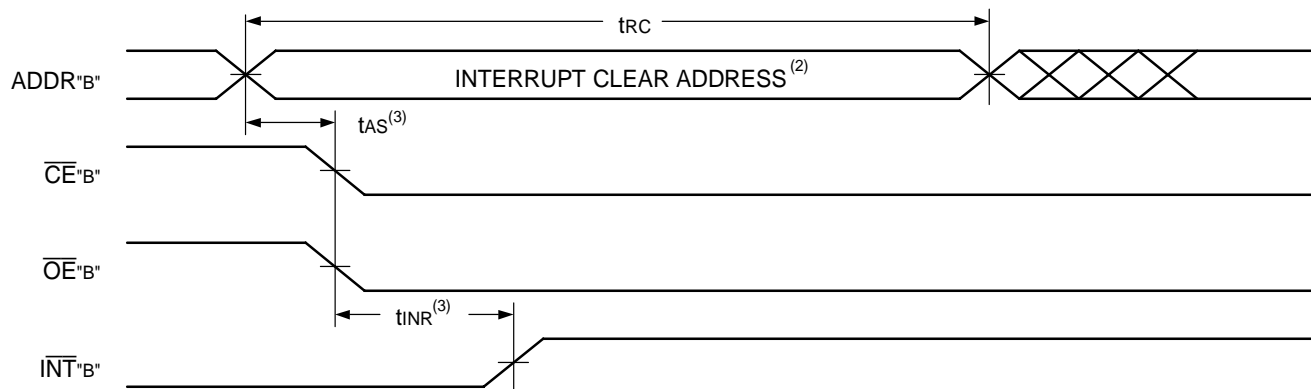 tRC
ADDR"B"
INTERRUPT CLEAR ADDRESS(2)
tAS(3)
CE"B"
OE"B"
tINR(3)
INT"B"